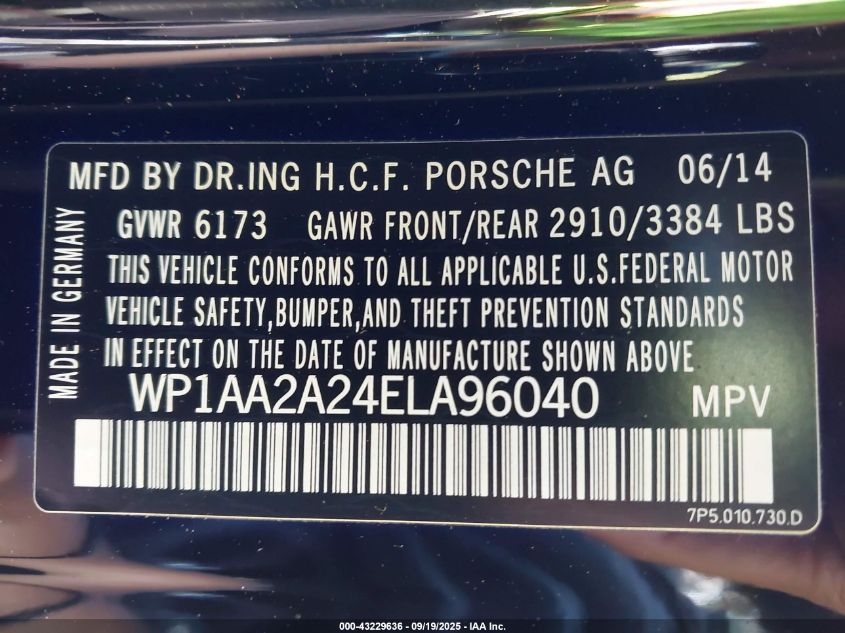 MFD BY DR.ING H.C.F. PORSCHE AG 06/14
GVWR 6173 GAWR FRONT/REAR 2910/3384 LBS
THIS VEHICLE CONFORMS TO ALL APPLICABLE U.S.FEDERAL MOTOR
VEHICLE SAFETY,BUMPER,AND THEFT PREVENTION STANDARDS
IN EFFECT ON THE DATE OF MANUFACTURE SHOWN ABOVE
MADE IN GERMANY
WP1AA2A24ELA96040 MPV
7P5.010.730.D
000-43229636 - 09/19/2025 - IAA Inc.